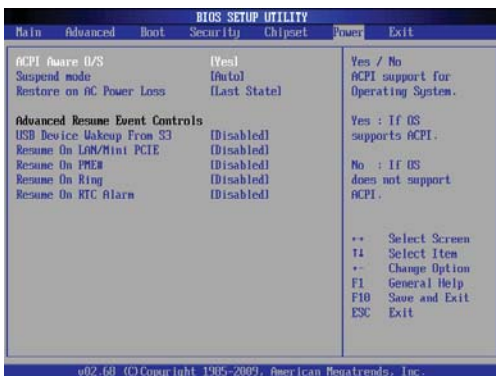 BIOS SETUP UTILITY
Main Advanced Boot Security Chipset Power Exit
ACPI Aware O/S [Yes]
Suspend mode [Auto]
Restore on AC Power Loss [Last State]
Advanced Resume Event Controls
USB Device Wakeup From S3 [Disabled]
Resume On LAN/Mini PCIE [Disabled]
Resume On PME# [Disabled]
Resume On Ring [Disabled]
Resume On RTC Alarm [Disabled]
Yes / No
ACPI support for
Operating System.
Yes : If OS
supports ACPI.
No : If OS
does not support
ACPI.
↔ Select Screen
↑↓ Select Item
+- Change Option
F1 General Help
F10 Save and Exit
ESC Exit
v02.68 (C)Copyright 1985-2009, American Megatrends, Inc.